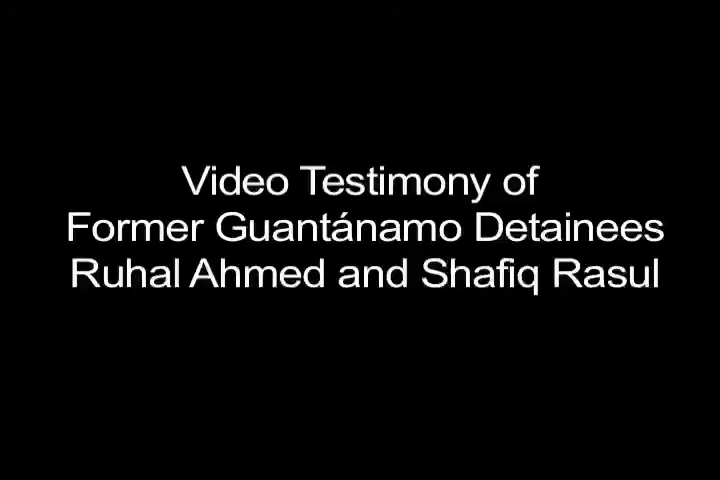 Video Testimony of
Former Guantánamo Detainees
Ruhal Ahmed and Shafiq Rasul